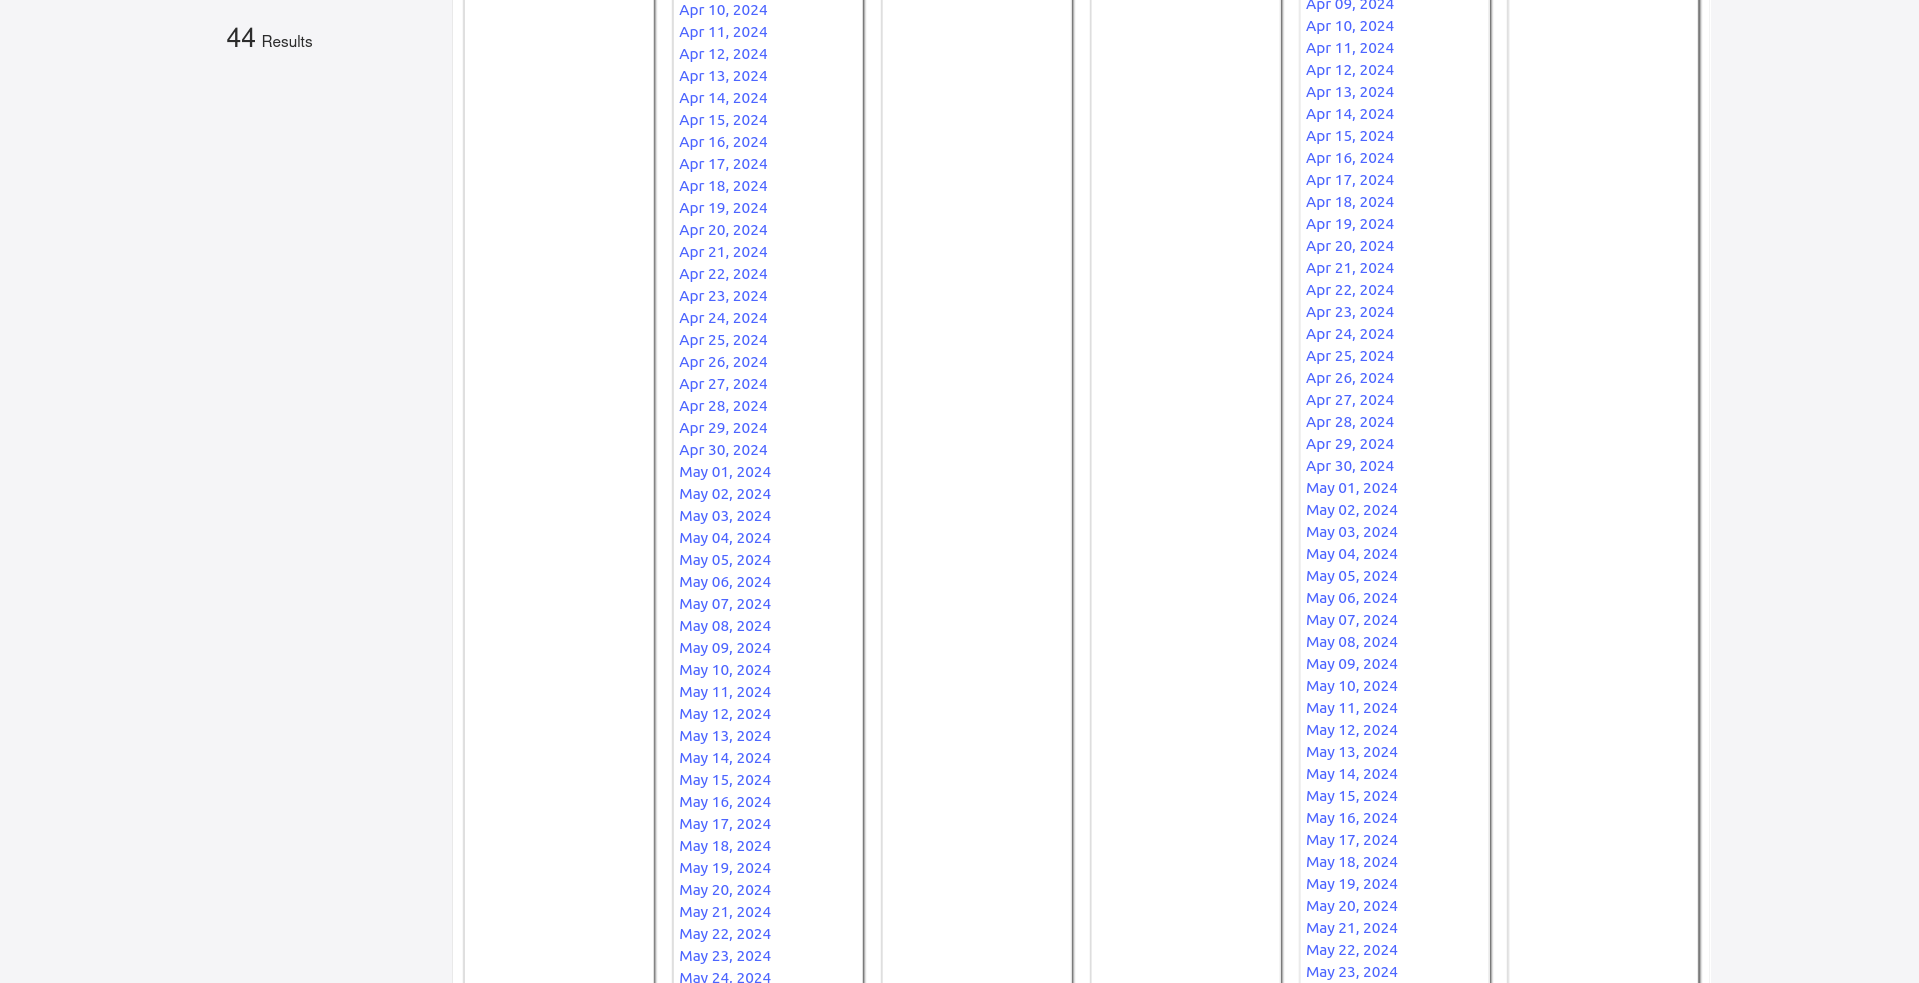 44 Results
Apr 10, 2024
Apr 11, 2024
Apr 12, 2024
Apr 13, 2024
Apr 14, 2024
Apr 15, 2024
Apr 16, 2024
Apr 17, 2024
Apr 18, 2024
Apr 19, 2024
Apr 20, 2024
Apr 21, 2024
Apr 22, 2024
Apr 23, 2024
Apr 24, 2024
Apr 25, 2024
Apr 26, 2024
Apr 27, 2024
Apr 28, 2024
Apr 29, 2024
Apr 30, 2024
May 01, 2024
May 02, 2024
May 03, 2024
May 04, 2024
May 05, 2024
May 06, 2024
May 07, 2024
May 08, 2024
May 09, 2024
May 10, 2024
May 11, 2024
May 12, 2024
May 13, 2024
May 14, 2024
May 15, 2024
May 16, 2024
May 17, 2024
May 18, 2024
May 19, 2024
May 20, 2024
May 21, 2024
May 22, 2024
May 23, 2024
May 24, 2024
Apr 09, 2024
Apr 10, 2024
Apr 11, 2024
Apr 12, 2024
Apr 13, 2024
Apr 14, 2024
Apr 15, 2024
Apr 16, 2024
Apr 17, 2024
Apr 18, 2024
Apr 19, 2024
Apr 20, 2024
Apr 21, 2024
Apr 22, 2024
Apr 23, 2024
Apr 24, 2024
Apr 25, 2024
Apr 26, 2024
Apr 27, 2024
Apr 28, 2024
Apr 29, 2024
Apr 30, 2024
May 01, 2024
May 02, 2024
May 03, 2024
May 04, 2024
May 05, 2024
May 06, 2024
May 07, 2024
May 08, 2024
May 09, 2024
May 10, 2024
May 11, 2024
May 12, 2024
May 13, 2024
May 14, 2024
May 15, 2024
May 16, 2024
May 17, 2024
May 18, 2024
May 19, 2024
May 20, 2024
May 21, 2024
May 22, 2024
May 23, 2024